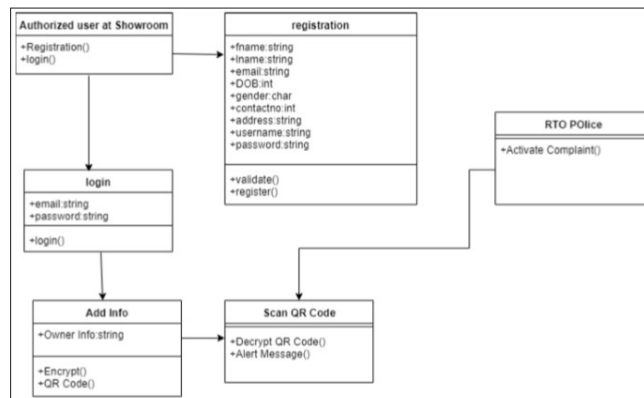 Authorized user at Showroom
+Registration()
+login()
registration
+fname:string
+lname:string
+email:string
+DOB:int
+gender:char
+contactno:int
+address:string
+username:string
+password:string
+validate()
+register()
RTO POlice
+Activate Complaint()
login
+email:string
+password:string
+login()
Add Info
+Owner Info:string
+Encrypt()
+QR Code()
Scan QR Code
+Decrypt QR Code()
+Alert Message()